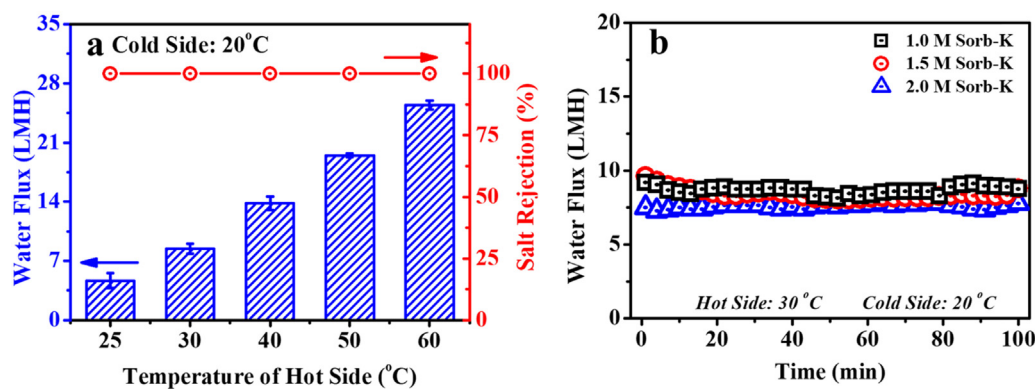 a Cold Side: 20°C
Water Flux (LMH)
35
28
21
14
7
0
25 30 40 50 60
Temperature of Hot Side (°C)
100
75
50
25
0
Salt Rejection (%)
b
1.0 M Sorb-K
1.5 M Sorb-K
2.0 M Sorb-K
Water Flux (LMH)
20
15
10
5
0
Hot Side: 30 °C Cold Side: 20°C
0 20 40 60 80 100
Time (min)